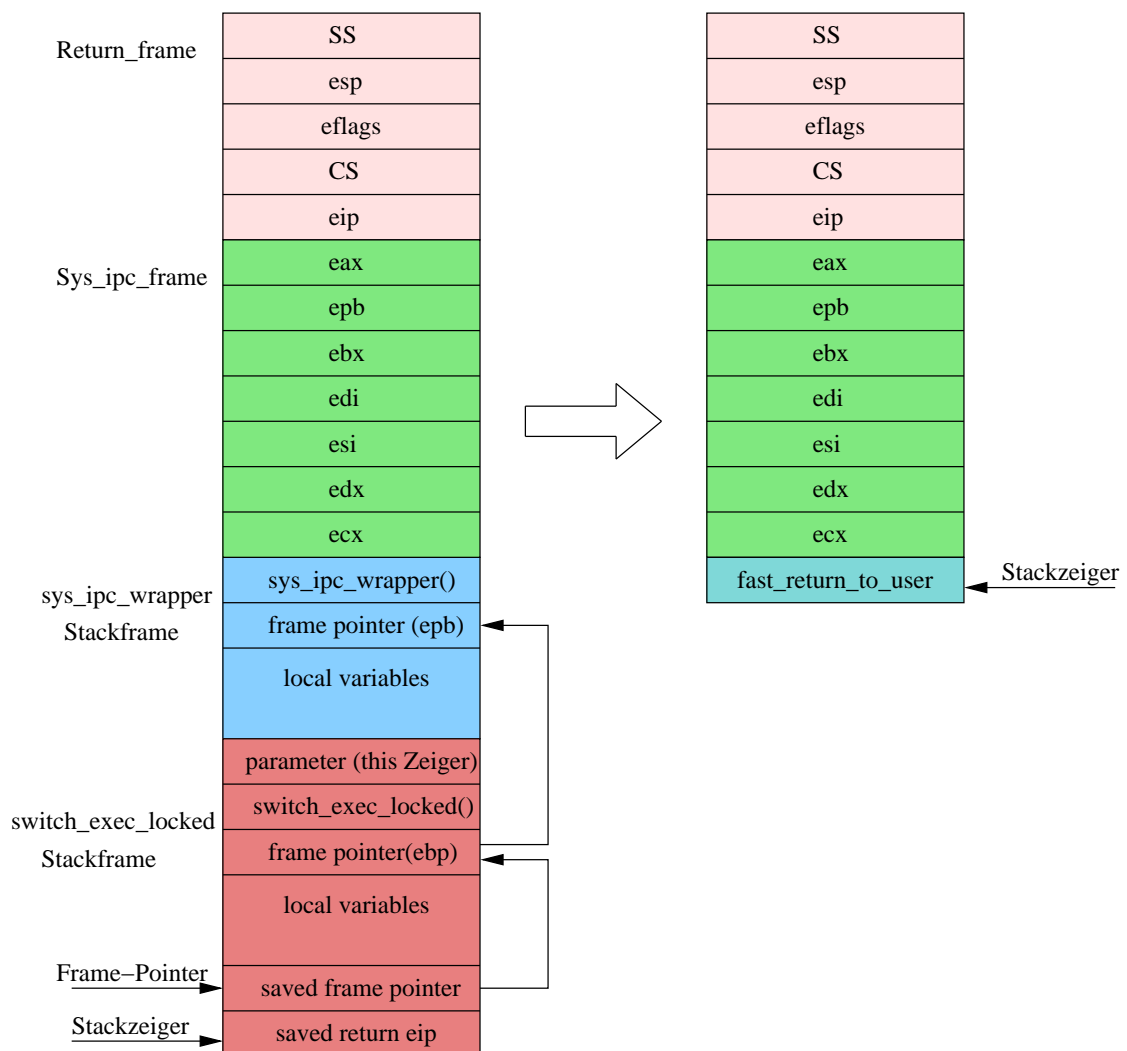 Return_frame
SS
esp
eflags
CS
eip
Sys_ipc_frame
eax
epb
ebx
edi
esi
edx
ecx
sys_ipc_wrapper
Stackframe
sys_ipc_wrapper()
frame pointer (epb)
local variables
switch_exec_locked
Stackframe
parameter (this Zeiger)
switch_exec_locked()
frame pointer(ebp)
local variables
Frame−Pointer
saved frame pointer
Stackzeiger
saved return eip
SS
esp
eflags
CS
eip
eax
epb
ebx
edi
esi
edx
ecx
fast_return_to_user
Stackzeiger